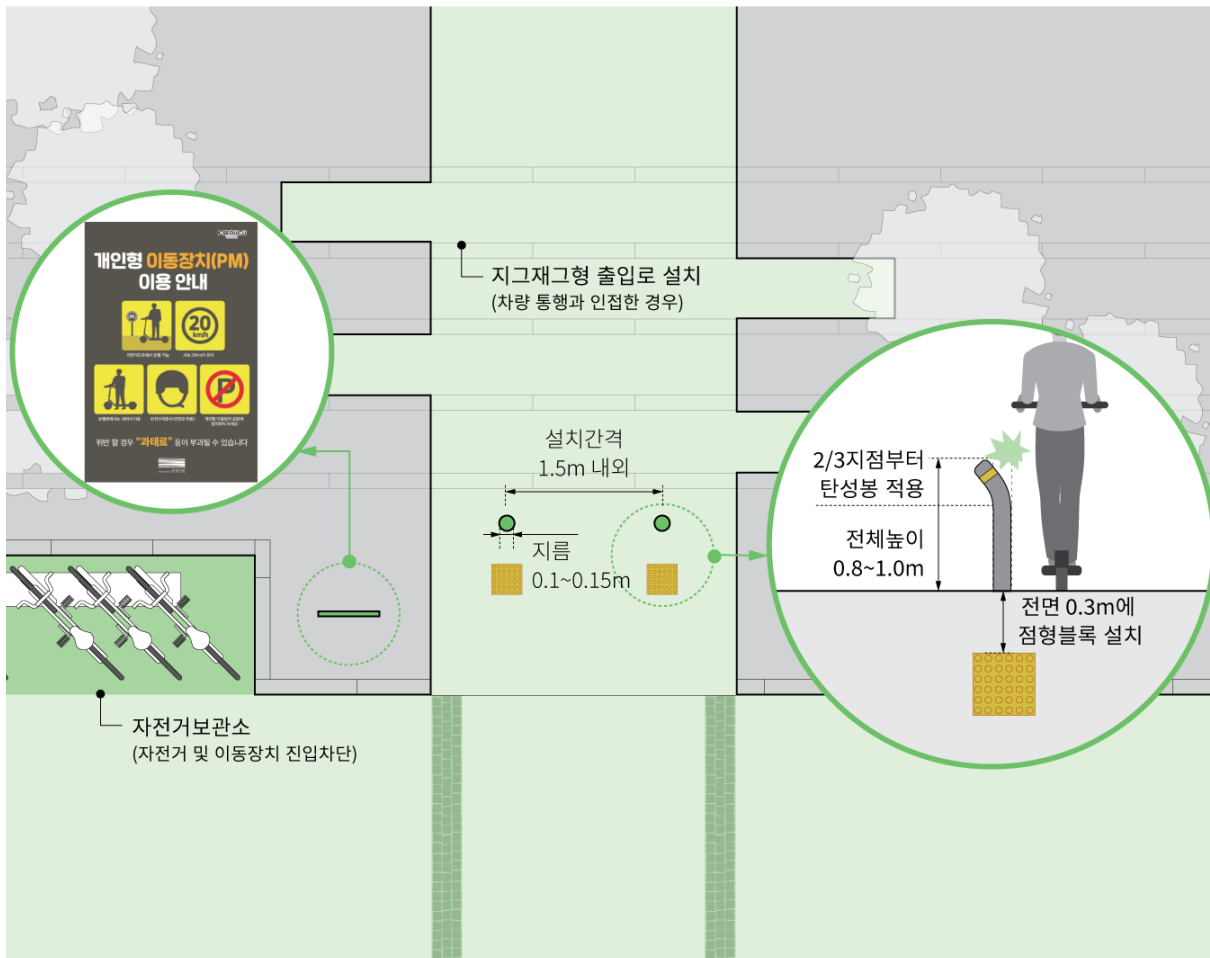 개인형 이동장치(PM)
이용 안내
20
km/h
P
위반 할 경우 "과태료" 등이 부과될 수 있습니다
지그재그형 출입로 설치
(차량 통행과 인접한 경우)
설치간격
1.5m 내외
지름
0.1~0.15m
2/3지점부터
탄성봉 적용
전체높이
0.8~1.0m
전면 0.3m에
점형블록 설치
자전거보관소
(자전거 및 이동장치 진입차단)